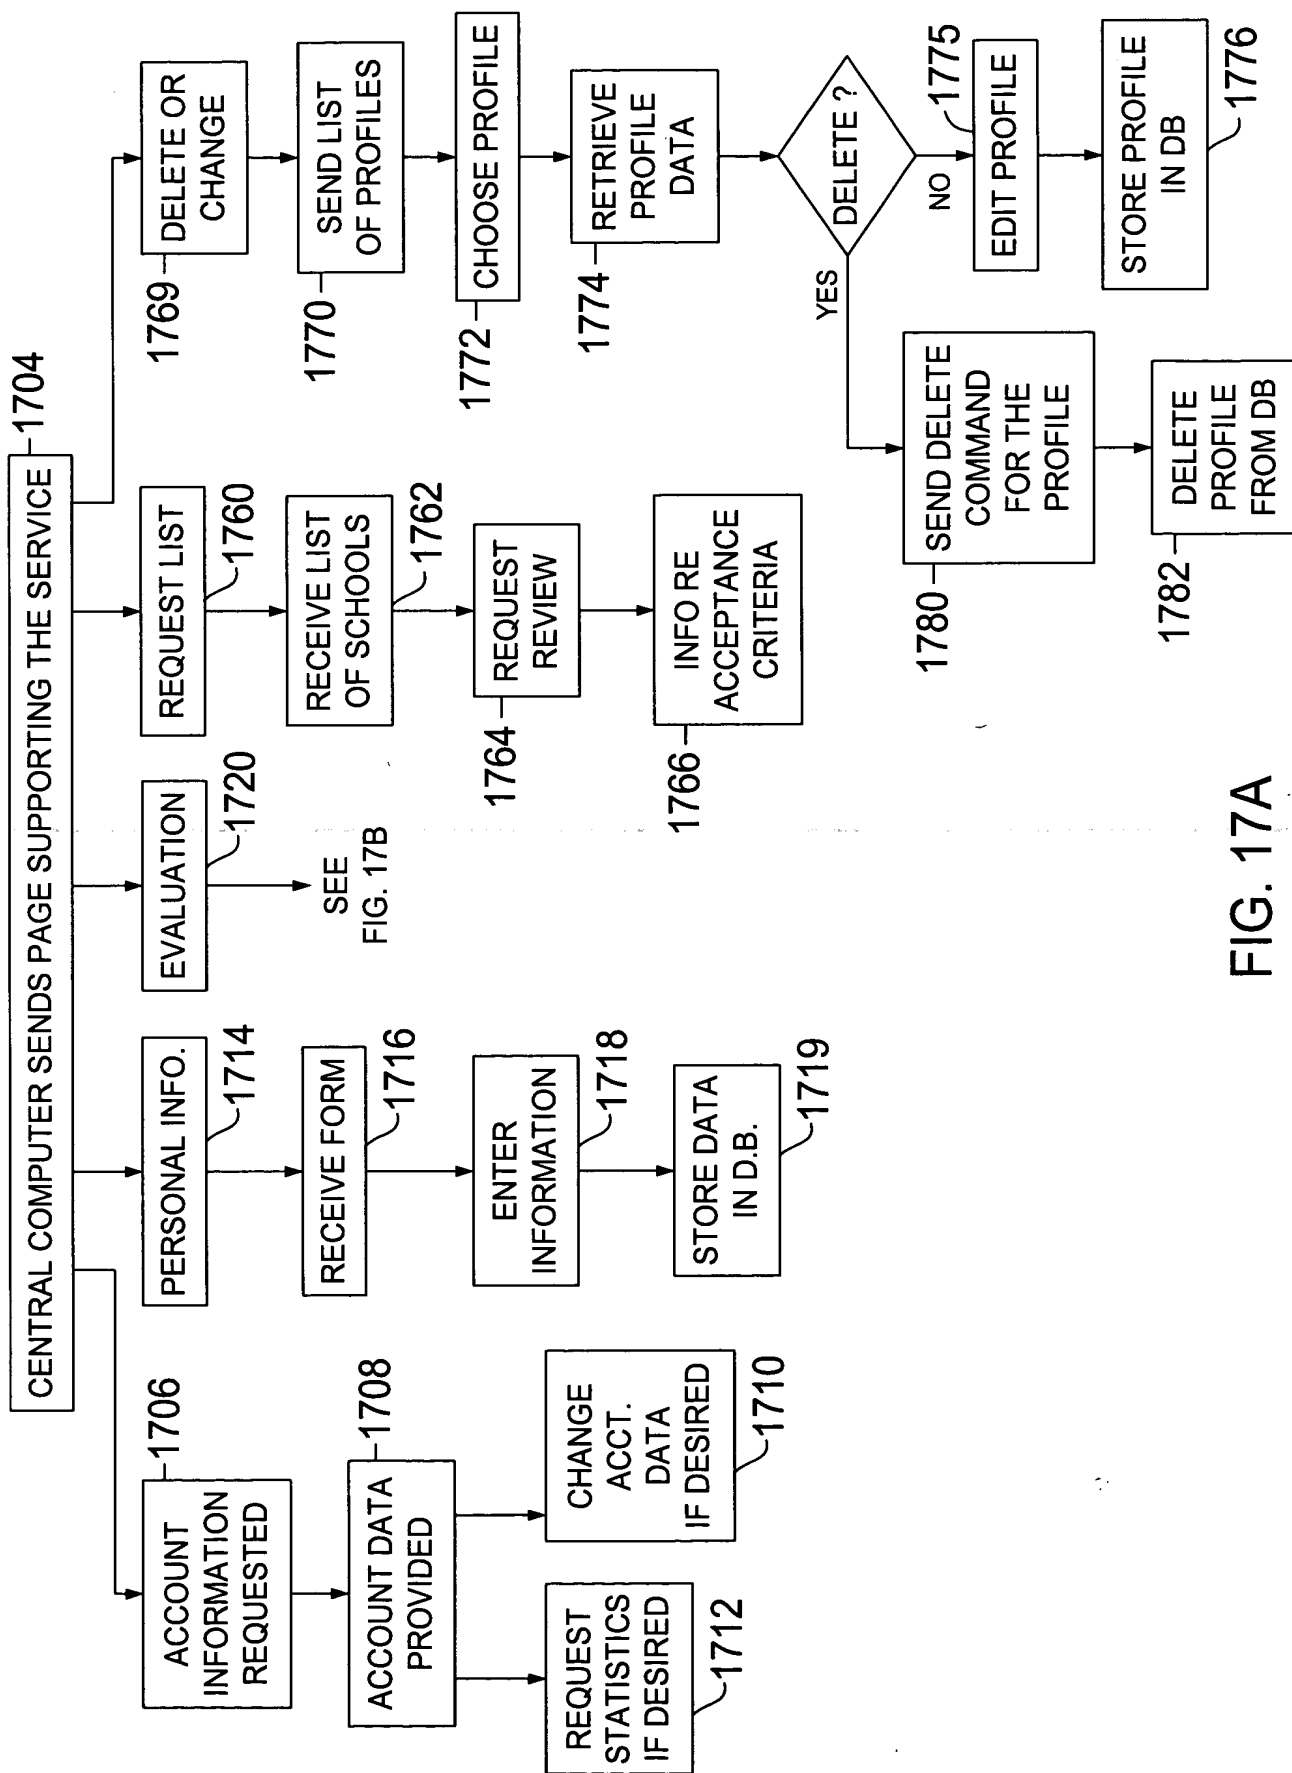 CENTRAL COMPUTER SENDS PAGE SUPPORTING THE SERVICE
1704
ACCOUNT
INFORMATION
REQUESTED
1706
ACCOUNT DATA
PROVIDED
1708
REQUEST
STATISTICS
IF DESIRED
1712
CHANGE
ACCT.
DATA
IF DESIRED
1710
PERSONAL INFO.
1714
RECEIVE FORM
1716
ENTER
INFORMATION
1718
STORE DATA
IN D.B.
1719
EVALUATION
1720
SEE
FIG. 17B
REQUEST LIST
1760
RECEIVE LIST
OF SCHOOLS
1762
REQUEST
REVIEW
1764
INFO RE
ACCEPTANCE
CRITERIA
1766
DELETE OR
CHANGE
1769
SEND LIST
OF PROFILES
1770
CHOOSE PROFILE
1772
RETRIEVE
PROFILE
DATA
1774
DELETE ?
YES
NO
SEND DELETE
COMMAND
FOR THE
PROFILE
1780
DELETE
PROFILE
FROM DB
1782
EDIT PROFILE
1775
STORE PROFILE
IN DB
1776
FIG. 17A